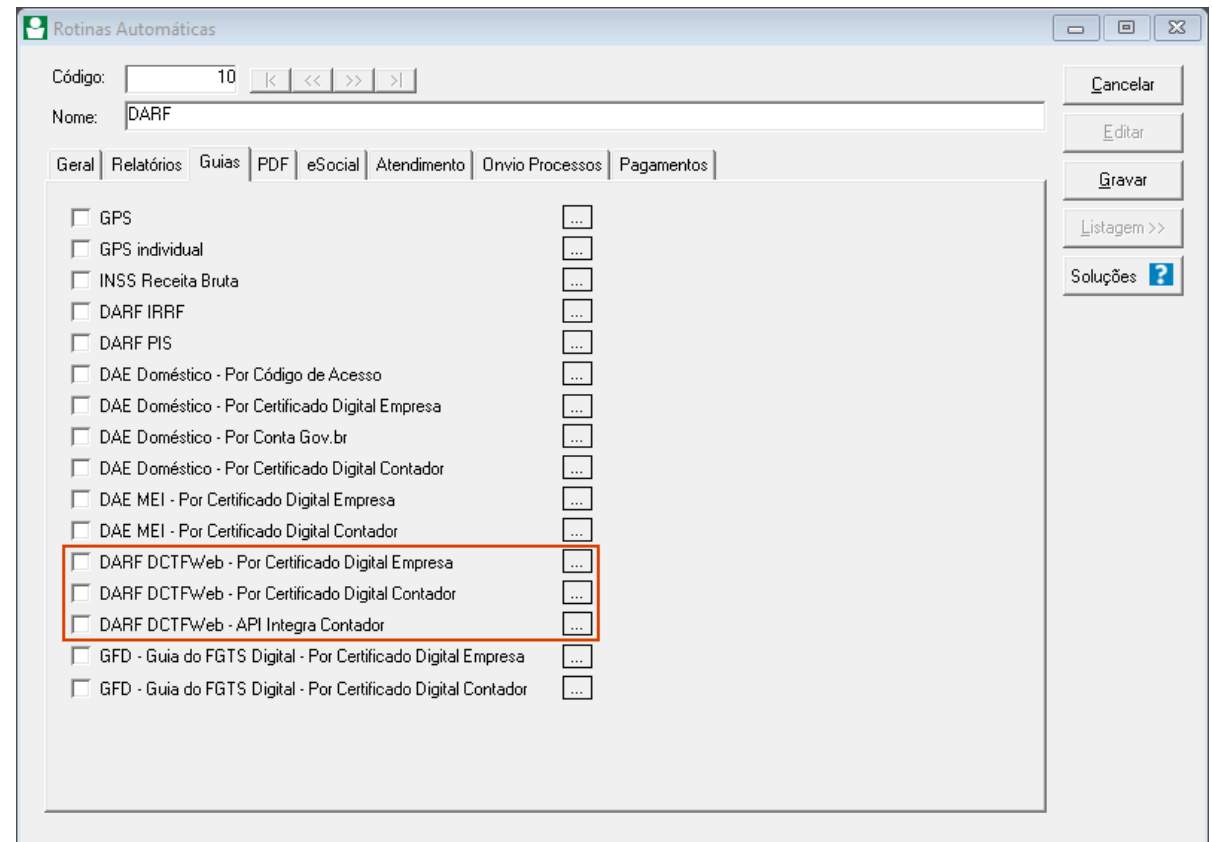 Rotinas Automáticas
Código: 10 |< << >> >|
Cancelar
Nome: DARF
Editar
Geral Relatórios Guias PDF eSocial Atendimento Onvio Processos Pagamentos
Gravar
GPS ...
Listagem >>
GPS individual ...
INSS Receita Bruta ...
Soluções ?
DARF IRRF ...
DARF PIS ...
DAE Doméstico - Por Código de Acesso ...
DAE Doméstico - Por Certificado Digital Empresa ...
DAE Doméstico - Por Conta Gov.br ...
DAE Doméstico - Por Certificado Digital Contador ...
DAE MEI - Por Certificado Digital Empresa ...
DAE MEI - Por Certificado Digital Contador ...
DARF DCTFWeb - Por Certificado Digital Empresa ...
DARF DCTFWeb - Por Certificado Digital Contador ...
DARF DCTFWeb - API Integra Contador ...
GFD - Guia do FGTS Digital - Por Certificado Digital Empresa ...
GFD - Guia do FGTS Digital - Por Certificado Digital Contador ...